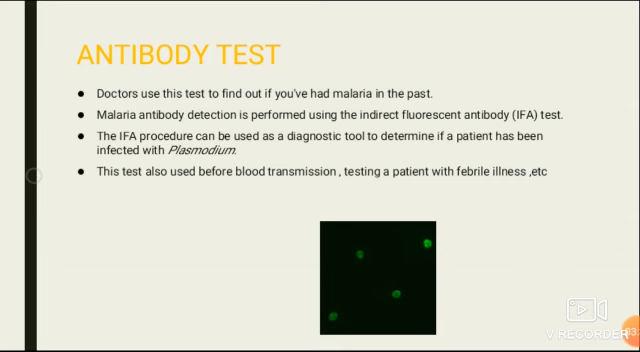 ANTIBODY TEST
● Doctors use this test to find out if you've had malaria in the past.
● Malaria antibody detection is performed using the indirect fluorescent antibody (IFA) test.
● The IFA procedure can be used as a diagnostic tool to determine if a patient has been
infected with Plasmodium.
● This test also used before blood transmission , testing a patient with febrile illness ,etc
V RECORDER